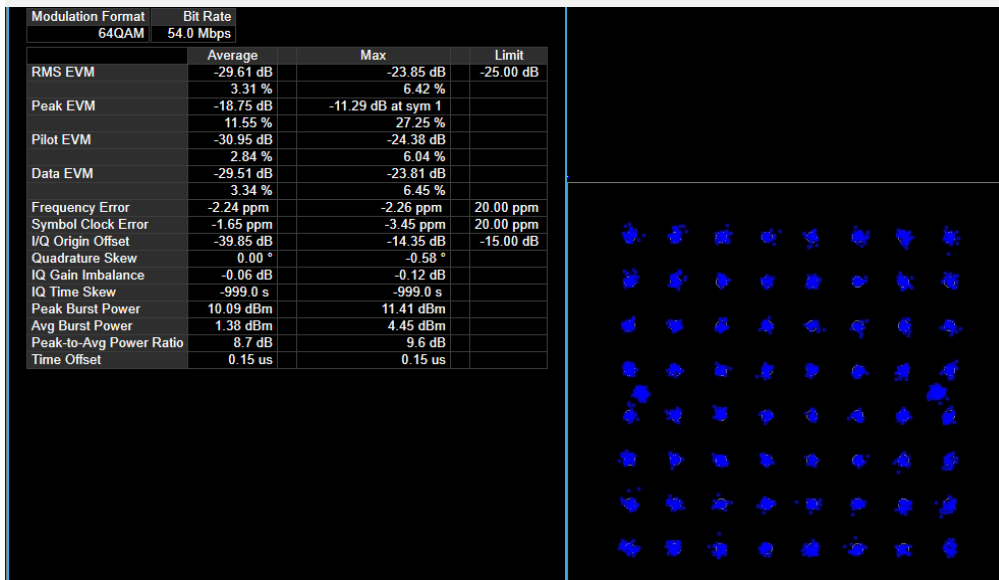 Modulation Format Bit Rate
64QAM 54.0 Mbps
Average Max Limit
RMS EVM -29.61 dB -23.85 dB -25.00 dB
3.31 % 6.42 %
Peak EVM -18.75 dB -11.29 dB at sym 1
11.55 % 27.25 %
Pilot EVM -30.95 dB -24.38 dB
2.84 % 6.04 %
Data EVM -29.51 dB -23.81 dB
3.34 % 6.45 %
Frequency Error -2.24 ppm -2.26 ppm 20.00 ppm
Symbol Clock Error -1.65 ppm -3.45 ppm 20.00 ppm
I/Q Origin Offset -39.85 dB -14.35 dB -15.00 dB
Quadrature Skew 0.00 ° -0.58 °
IQ Gain Imbalance -0.06 dB -0.12 dB
IQ Time Skew -999.0 s -999.0 s
Peak Burst Power 10.09 dBm 11.41 dBm
Avg Burst Power 1.38 dBm 4.45 dBm
Peak-to-Avg Power Ratio 8.7 dB 9.6 dB
Time Offset 0.15 us 0.15 us